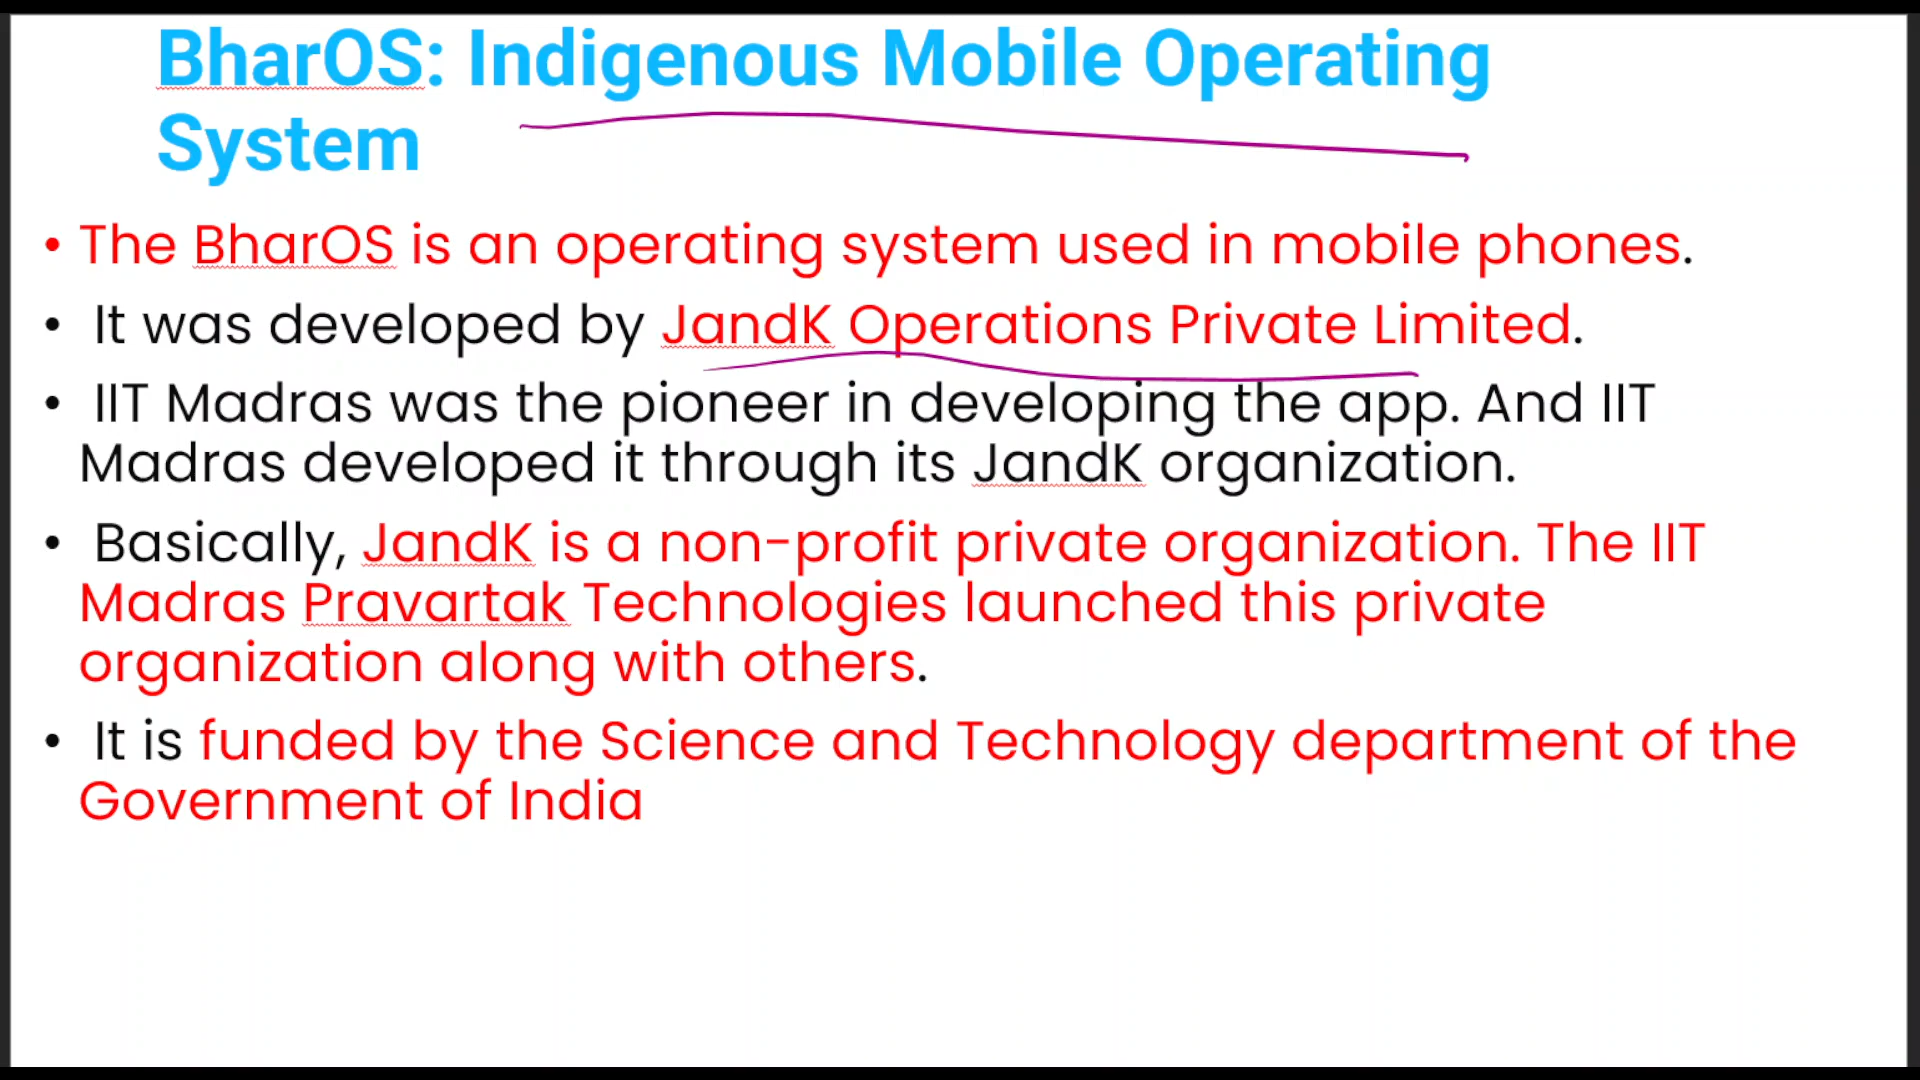 BharOS: Indigenous Mobile Operating
System
• The BharOS is an operating system used in mobile phones.
• It was developed by JandK Operations Private Limited.
• IIT Madras was the pioneer in developing the app. And IIT
Madras developed it through its JandK organization.
• Basically, JandK is a non-profit private organization. The IIT
Madras Pravartak Technologies launched this private
organization along with others.
• It is funded by the Science and Technology department of the
Government of India